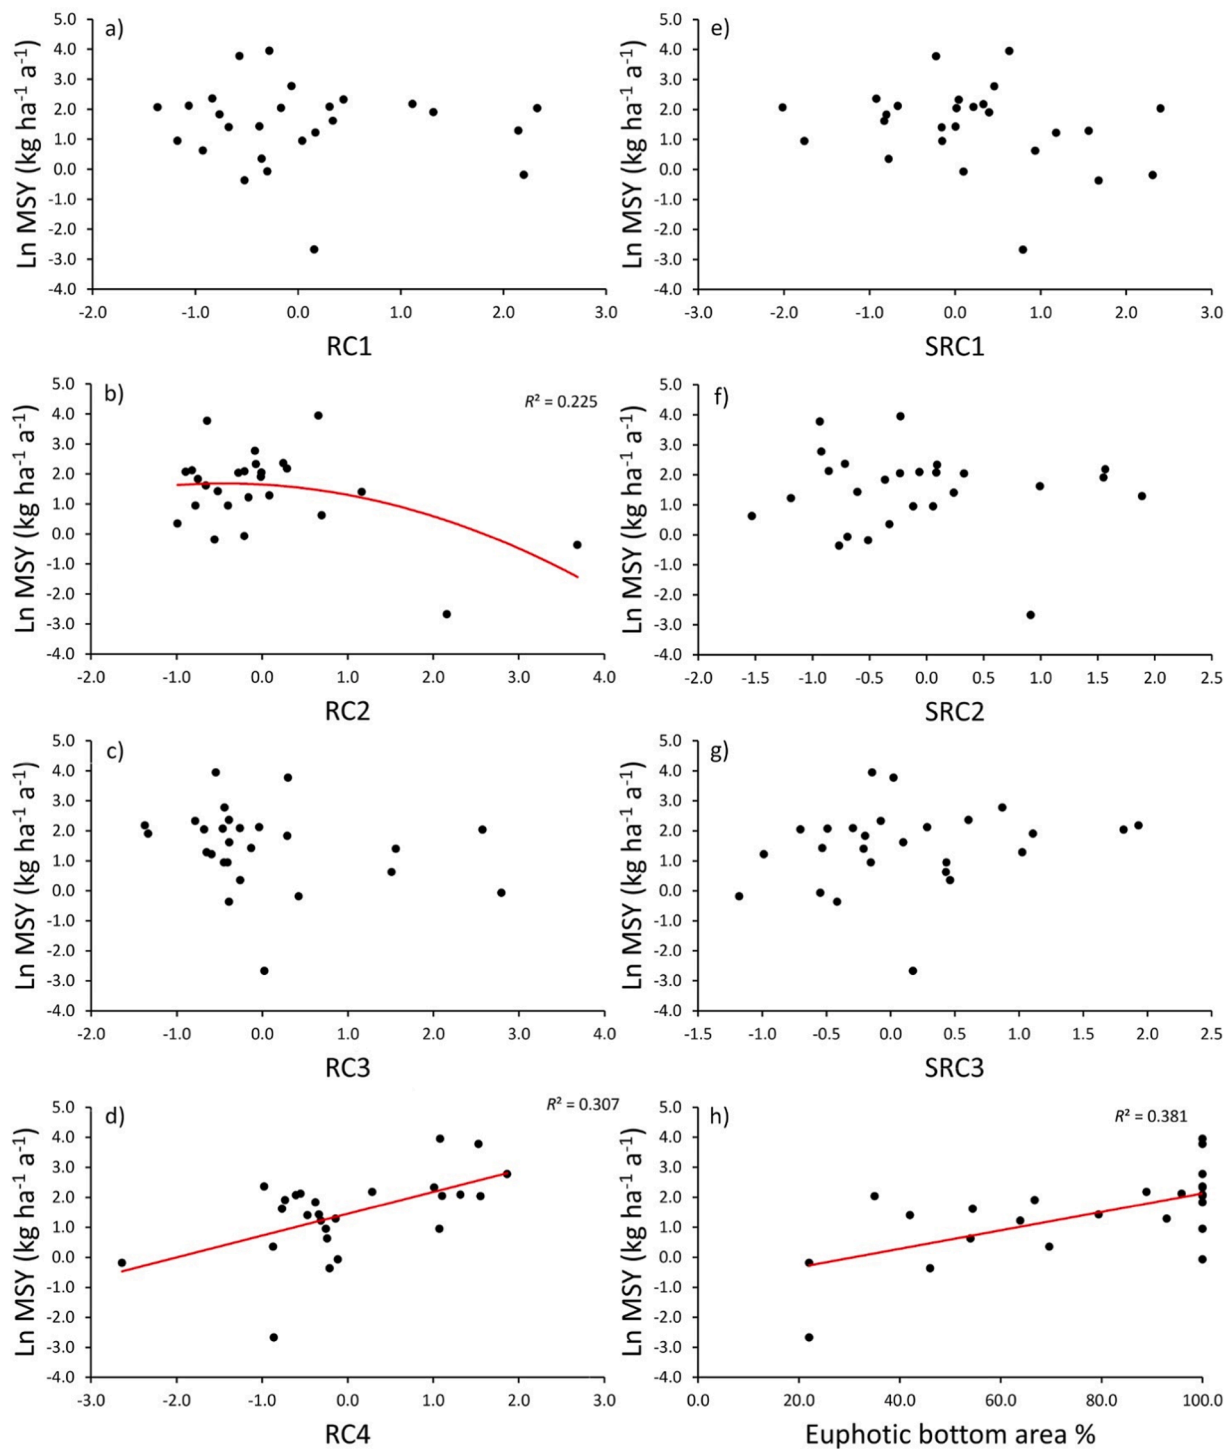 a)
5.0
4.0
3.0
2.0
1.0
0.0
-1.0
-2.0
-3.0
-4.0
Ln MSY (kg ha⁻¹ a⁻¹)
-2.0 -1.0 0.0 1.0 2.0 3.0
RC1
e)
5.0
4.0
3.0
2.0
1.0
0.0
-1.0
-2.0
-3.0
-4.0
Ln MSY (kg ha⁻¹ a⁻¹)
-3.0 -2.0 -1.0 0.0 1.0 2.0 3.0
SRC1
b)
R² = 0.225
5.0
4.0
3.0
2.0
1.0
0.0
-1.0
-2.0
-3.0
-4.0
Ln MSY (kg ha⁻¹ a⁻¹)
-2.0 -1.0 0.0 1.0 2.0 3.0 4.0
RC2
f)
5.0
4.0
3.0
2.0
1.0
0.0
-1.0
-2.0
-3.0
-4.0
Ln MSY (kg ha⁻¹ a⁻¹)
-2.0 -1.5 -1.0 -0.5 0.0 0.5 1.0 1.5 2.0 2.5
SRC2
c)
5.0
4.0
3.0
2.0
1.0
0.0
-1.0
-2.0
-3.0
-4.0
Ln MSY (kg ha⁻¹ a⁻¹)
-2.0 -1.0 0.0 1.0 2.0 3.0 4.0
RC3
g)
5.0
4.0
3.0
2.0
1.0
0.0
-1.0
-2.0
-3.0
-4.0
Ln MSY (kg ha⁻¹ a⁻¹)
-1.5 -1.0 -0.5 0.0 0.5 1.0 1.5 2.0 2.5
SRC3
d)
R² = 0.307
5.0
4.0
3.0
2.0
1.0
0.0
-1.0
-2.0
-3.0
-4.0
Ln MSY (kg ha⁻¹ a⁻¹)
-3.0 -2.0 -1.0 0.0 1.0 2.0 3.0
RC4
h)
R² = 0.381
5.0
4.0
3.0
2.0
1.0
0.0
-1.0
-2.0
-3.0
-4.0
Ln MSY (kg ha⁻¹ a⁻¹)
0.0 20.0 40.0 60.0 80.0 100.0
Euphotic bottom area %